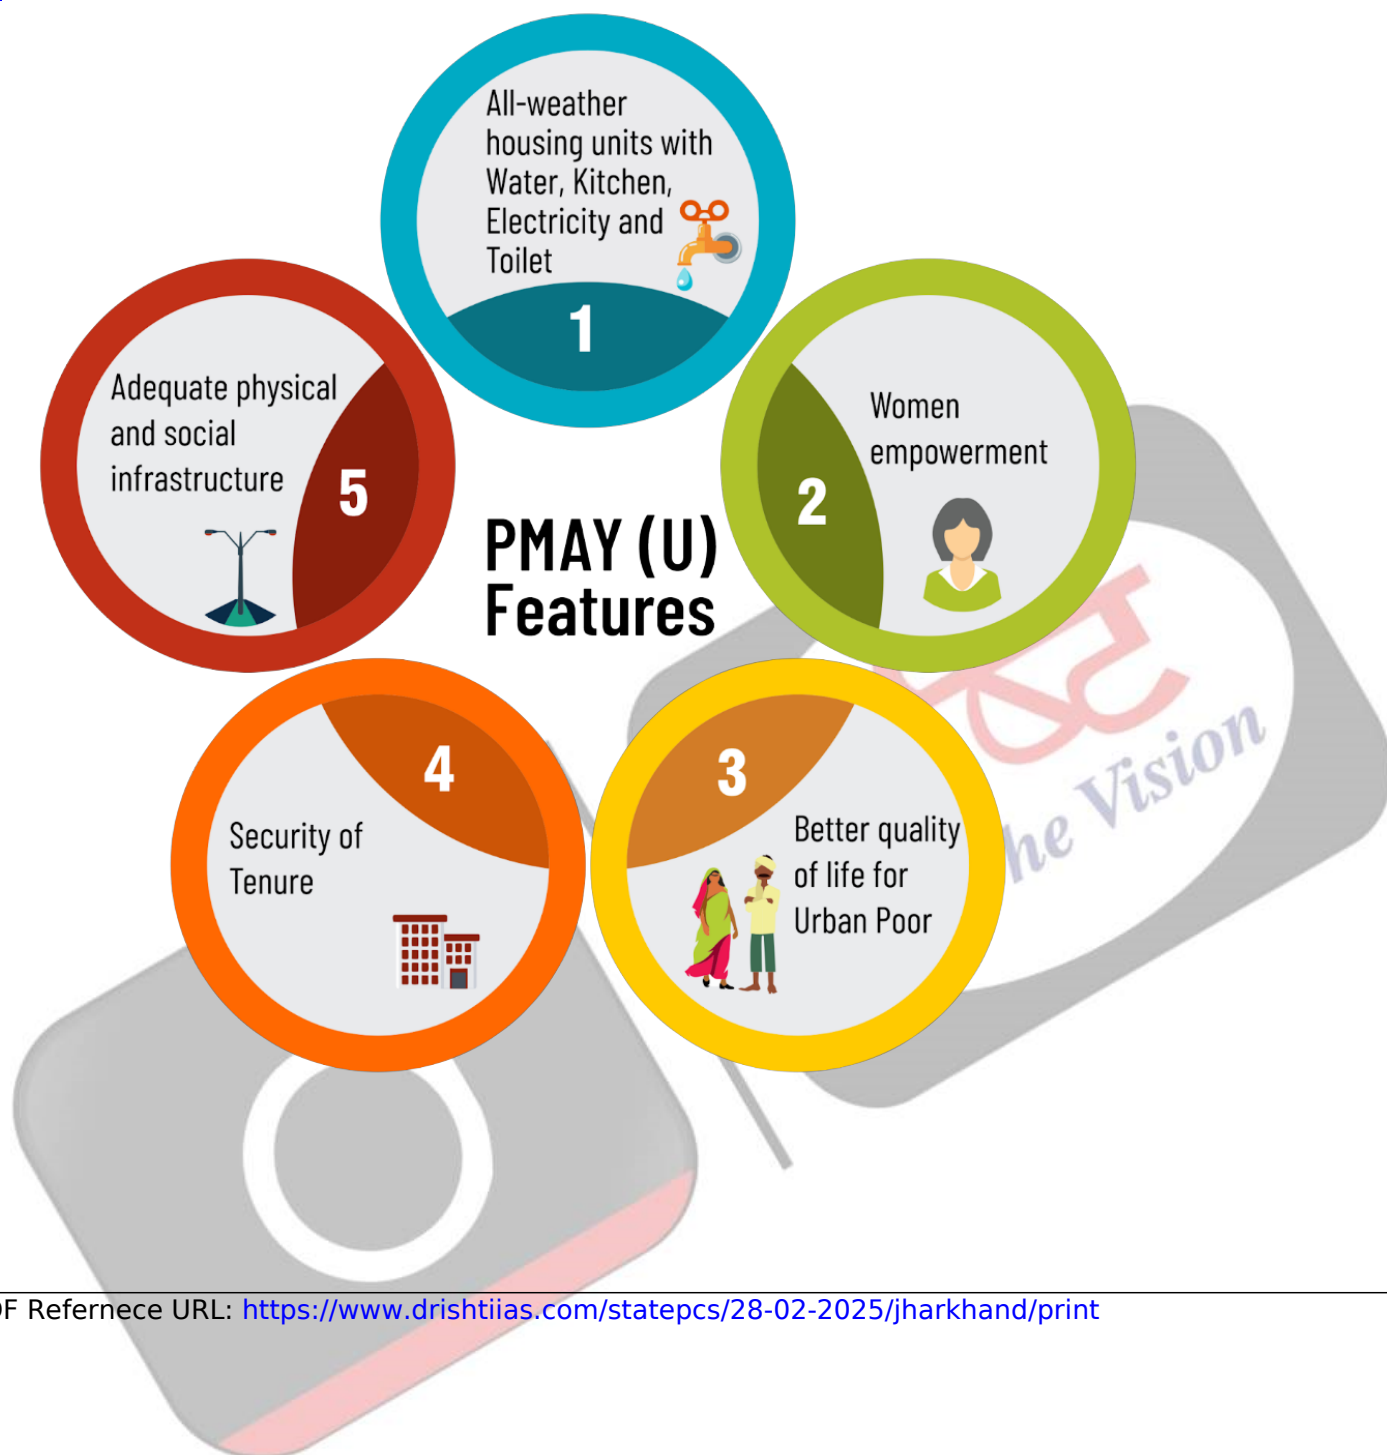 All-weather
housing units with
Water, Kitchen,
Electricity and
Toilet
1
Women
empowerment
2
3
Better quality
of life for
Urban Poor
4
Security of
Tenure
Adequate physical
and social
infrastructure
5
PMAY (U)
Features
he Vision
F Refernece URL: https://www.drishtiias.com/statepcs/28-02-2025/jharkhand/print